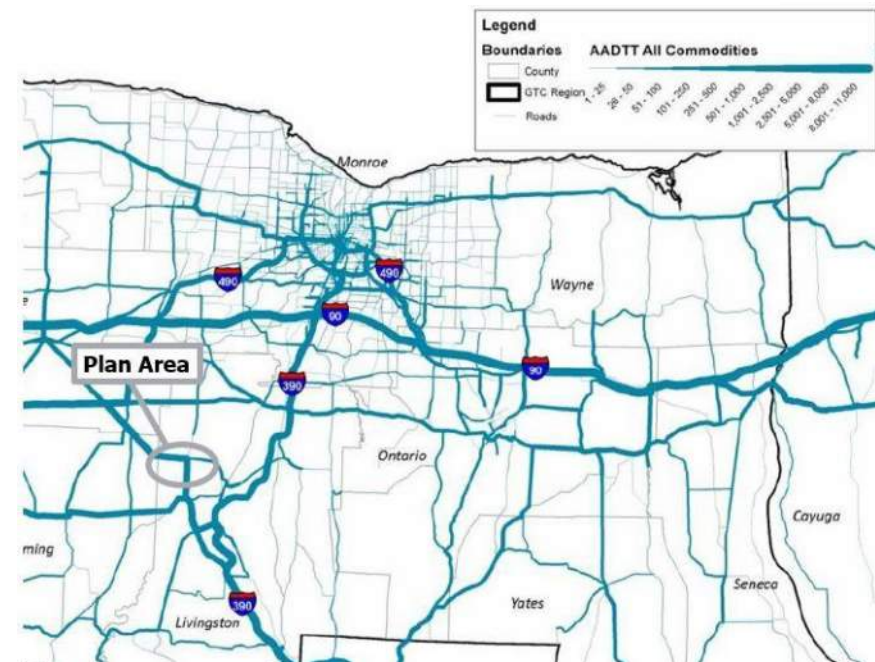 Legend
Boundaries
County
GTC Region
Roads
AADTT All Commodities
1 - 25
26 - 50
51 - 100
101 - 250
251 - 500
501 - 1,000
1,001 - 2,500
2,501 - 5,000
5,001 - 8,000
8,001 - 11,000
Monroe
490
490
Wayne
90
Plan Area
390
90
Ontario
Cayuga
ming
Seneca
390
Yates
Livingston